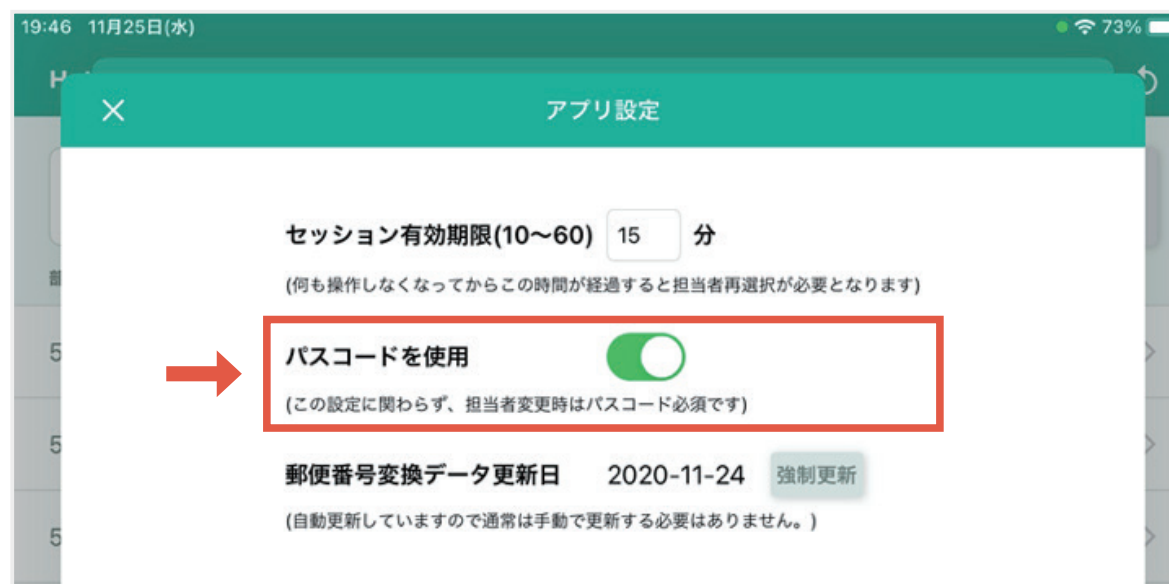 19:46 11月25日(水) 73%
アプリ設定
セッション有効期限(10〜60) 15 分
(何も操作しなくなってからこの時間が経過すると担当者再選択が必要となります)
パスコードを使用
(この設定に関わらず、担当者変更時はパスコード必須です)
郵便番号変換データ更新日 2020-11-24 強制更新
(自動更新していますので通常は手動で更新する必要はありません。)
5
5
5